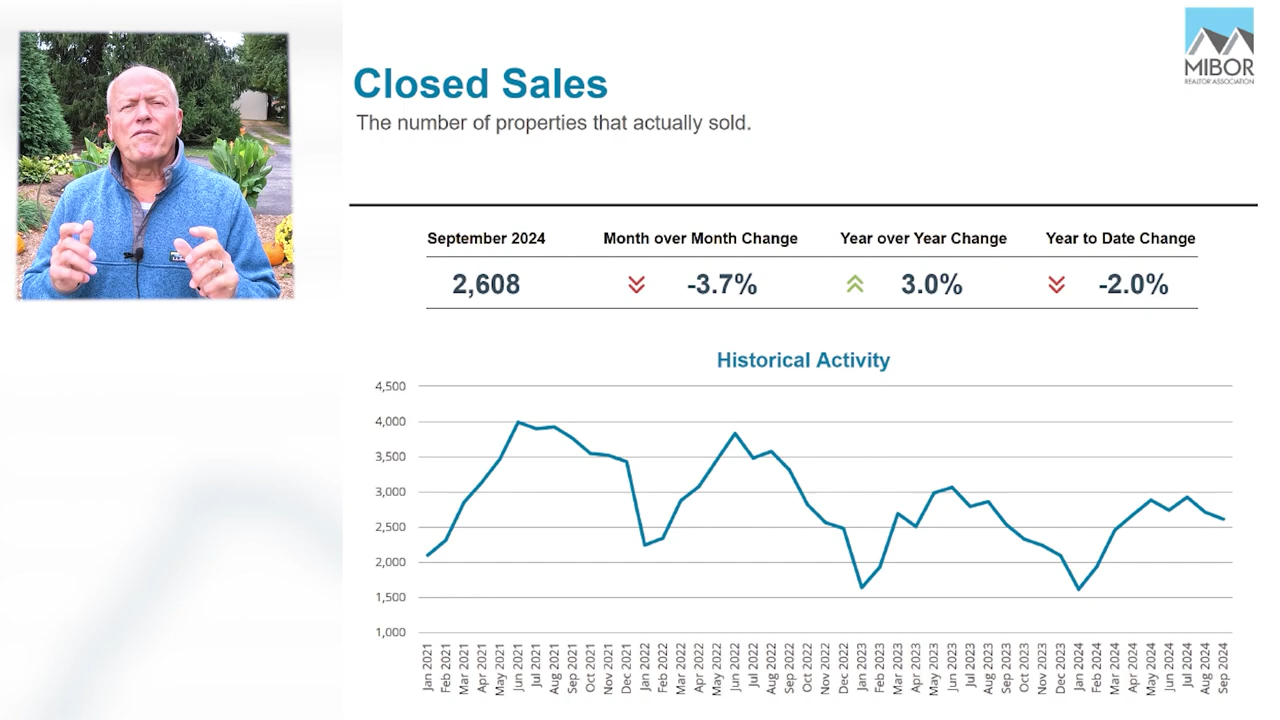 MIBOR
REALTOR ASSOCIATION
Closed Sales
The number of properties that actually sold.
September 2024 Month over Month Change Year over Year Change Year to Date Change
2,608 -3.7% 3.0% -2.0%
Historical Activity
4,500
4,000
3,500
3,000
2,500
2,000
1,500
1,000
Jan 2021
Feb 2021
Mar 2021
Apr 2021
May 2021
Jun 2021
Jul 2021
Aug 2021
Sep 2021
Oct 2021
Nov 2021
Dec 2021
Jan 2022
Feb 2022
Mar 2022
Apr 2022
May 2022
Jun 2022
Jul 2022
Aug 2022
Sep 2022
Oct 2022
Nov 2022
Dec 2022
Jan 2023
Feb 2023
Mar 2023
Apr 2023
May 2023
Jun 2023
Jul 2023
Aug 2023
Sep 2023
Oct 2023
Nov 2023
Dec 2023
Jan 2024
Feb 2024
Mar 2024
Apr 2024
May 2024
Jun 2024
Jul 2024
Aug 2024
Sep 2024